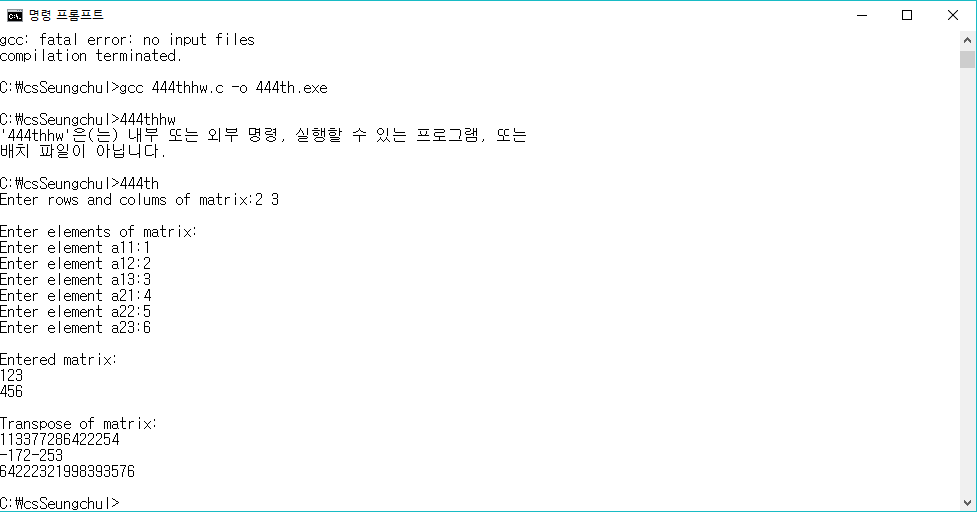 명령 프롬프트
gcc: fatal error: no input files
compilation terminated.
C:\csSeungchul>gcc 444thhw.c -o 444th.exe
C:\csSeungchul>444thhw
'444thhw'은(는) 내부 또는 외부 명령, 실행할 수 있는 프로그램, 또는
배치 파일이 아닙니다.
C:\csSeungchul>444th
Enter rows and colums of matrix:2 3
Enter elements of matrix:
Enter element a11:1
Enter element a12:2
Enter element a13:3
Enter element a21:4
Enter element a22:5
Enter element a23:6
Entered matrix:
123
456
Transpose of matrix:
113377286422254
-172-253
64222321998393576
C:\csSeungchul>